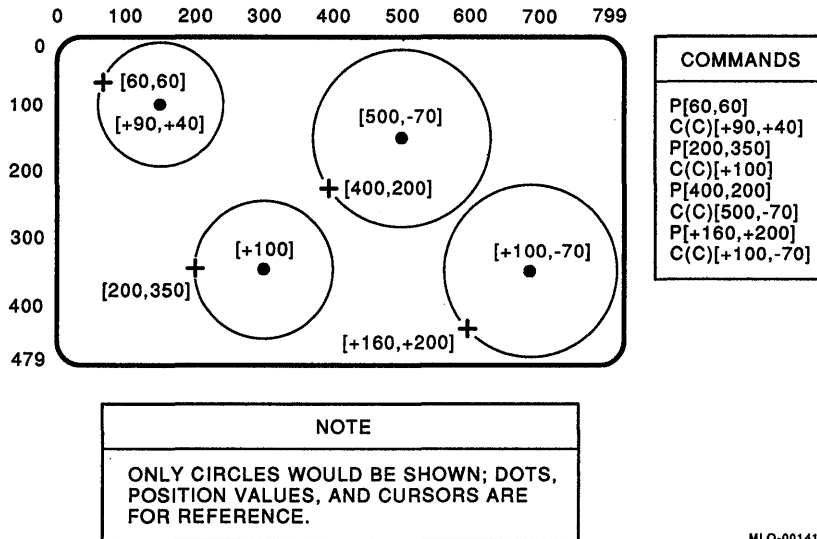 0 100 200 300 400 500 600 700 799
0
100
200
300
400
479
[60,60]
[+90,+40]
[500,-70]
[400,200]
[+100]
[200,350]
[+100,-70]
[+160,+200]
COMMANDS
P[60,60]
C(C)[+90,+40]
P[200,350]
C(C)[+100]
P[400,200]
C(C)[500,-70]
P[+160,+200]
C(C)[+100,-70]
NOTE
ONLY CIRCLES WOULD BE SHOWN; DOTS,
POSITION VALUES, AND CURSORS ARE
FOR REFERENCE.